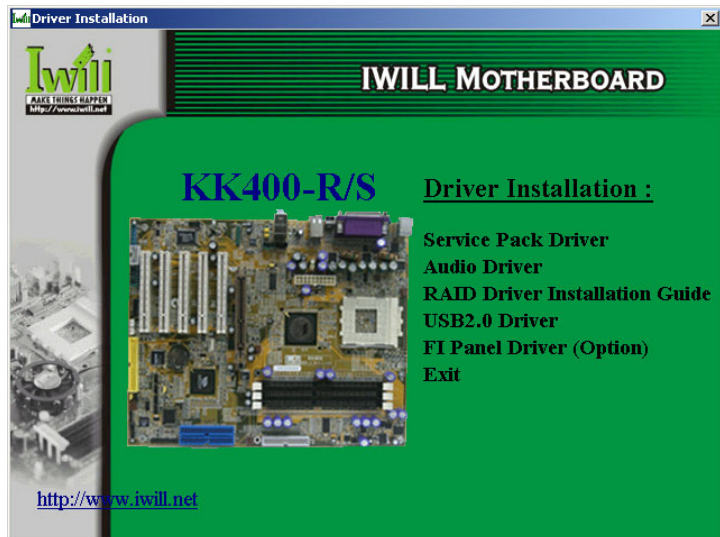 Driver Installation
Iwill
MAKE THINGS HAPPEN
http://www.iwill.net
IWILL MOTHERBOARD
KK400-R/S
Driver Installation :
Service Pack Driver
Audio Driver
RAID Driver Installation Guide
USB2.0 Driver
FI Panel Driver (Option)
Exit
http://www.iwill.net